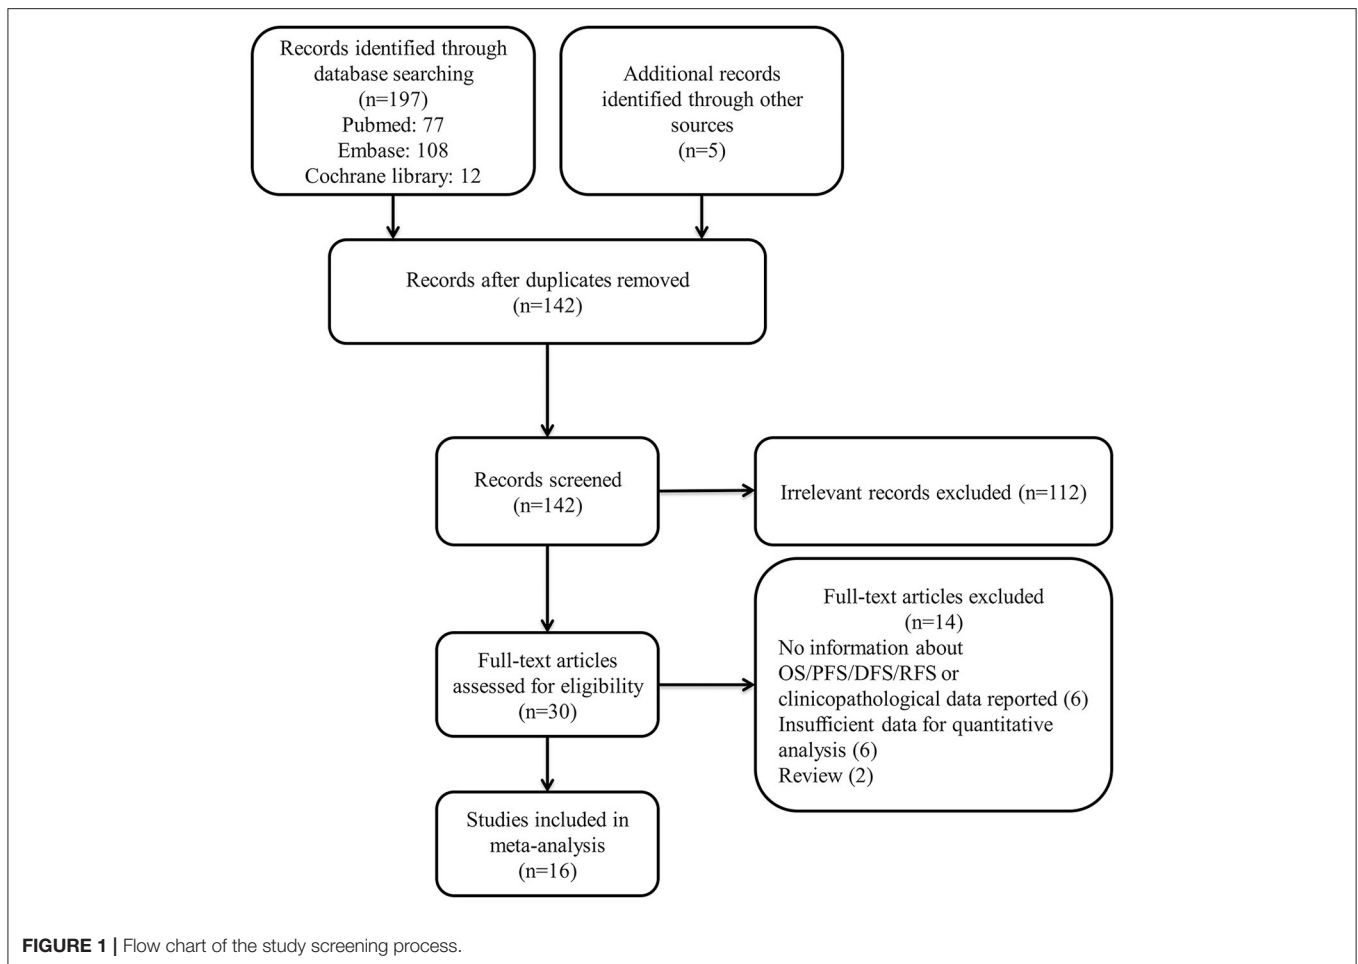 Records identified through
database searching
(n=197)
Pubmed: 77
Embase: 108
Cochrane library: 12
Additional records
identified through other
sources
(n=5)
Records after duplicates removed
(n=142)
Records screened
(n=142)
Irrelevant records excluded (n=112)
Full-text articles
assessed for eligibility
(n=30)
Full-text articles excluded
(n=14)
No information about
OS/PFS/DFS/RFS or
clinicopathological data reported (6)
Insufficient data for quantitative
analysis (6)
Review (2)
Studies included in
meta-analysis
(n=16)
FIGURE 1 | Flow chart of the study screening process.